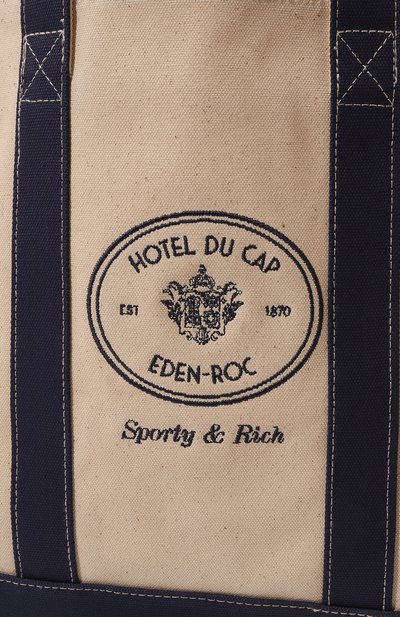 HOTEL DU CAP
EST 1870
EDEN-ROC
Sporty & Rich